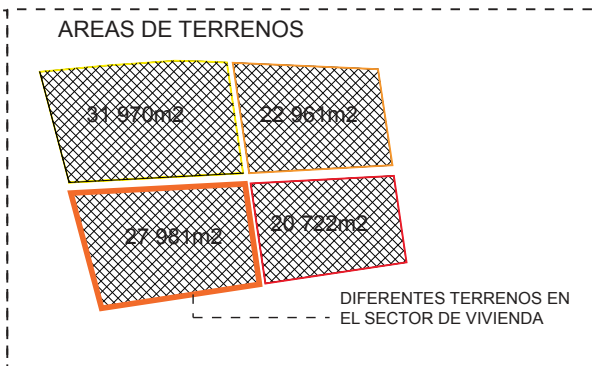 AREAS DE TERRENOS
31 970m2
22 961m2
27 981m2
20 722m2
DIFERENTES TERRENOS EN
EL SECTOR DE VIVIENDA